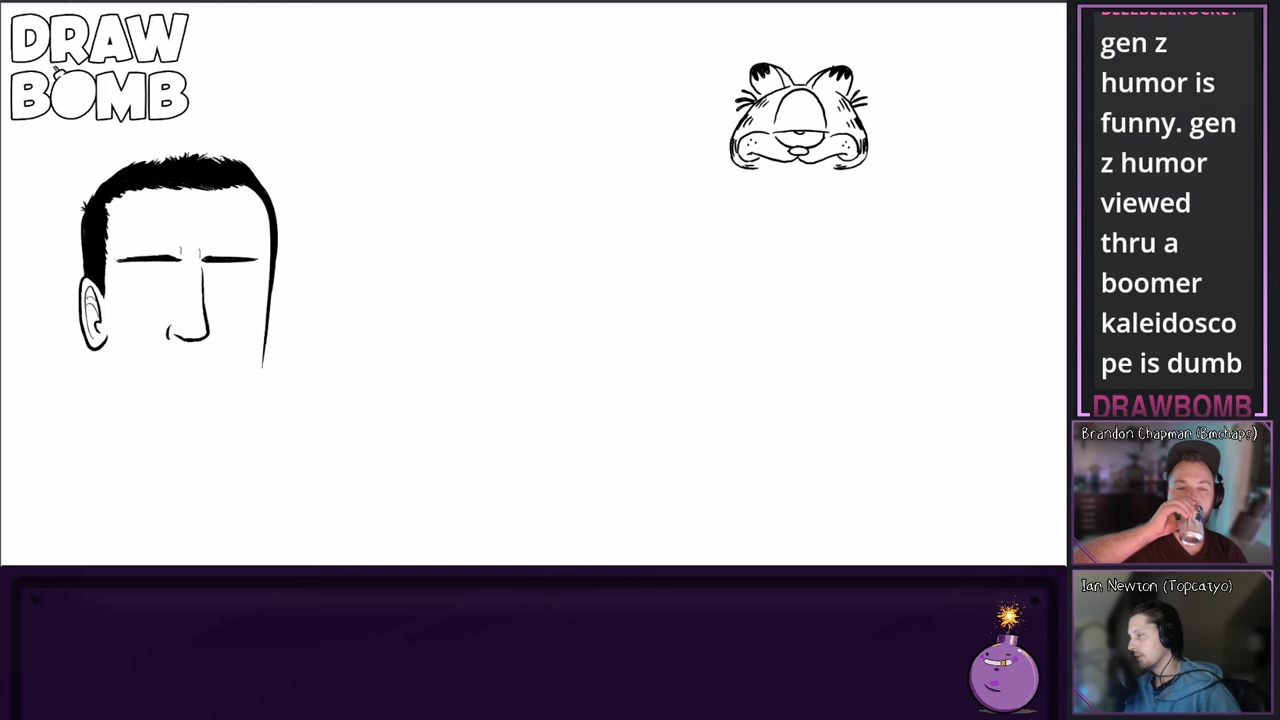 DRAW
BOMB
gen z
humor is
funny. gen
z humor
viewed
thru a
boomer
kaleidosco
pe is dumb
DRAWBOMB
Brandon Chapman (Bmchaps)
Ian Newton (Topcatyo)